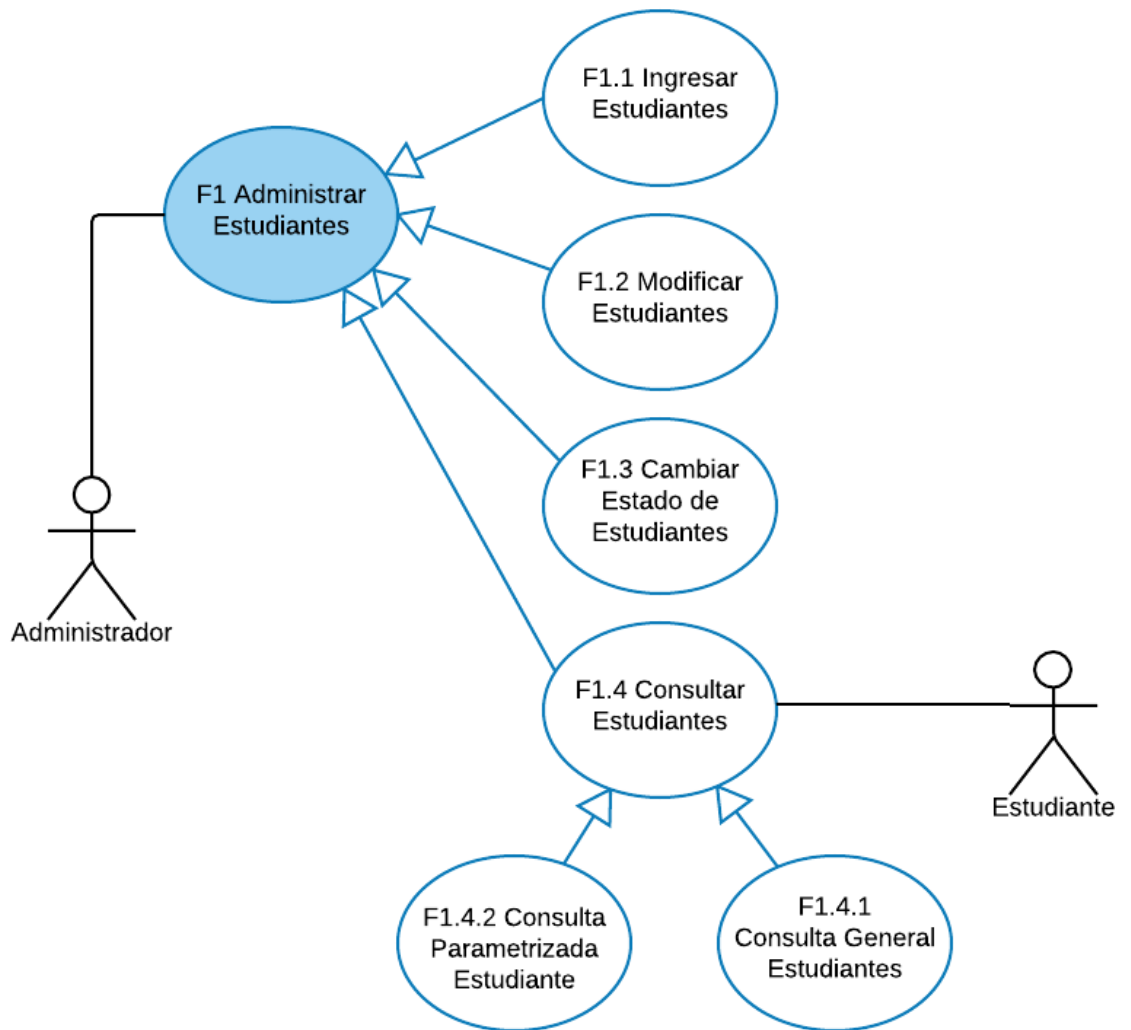 F1.1 Ingresar
Estudiantes
F1 Administrar
Estudiantes
F1.2 Modificar
Estudiantes
F1.3 Cambiar
Estado de
Estudiantes
Administrador
F1.4 Consultar
Estudiantes
Estudiante
F1.4.2 Consulta
Parametrizada
Estudiante
F1.4.1
Consulta General
Estudiantes